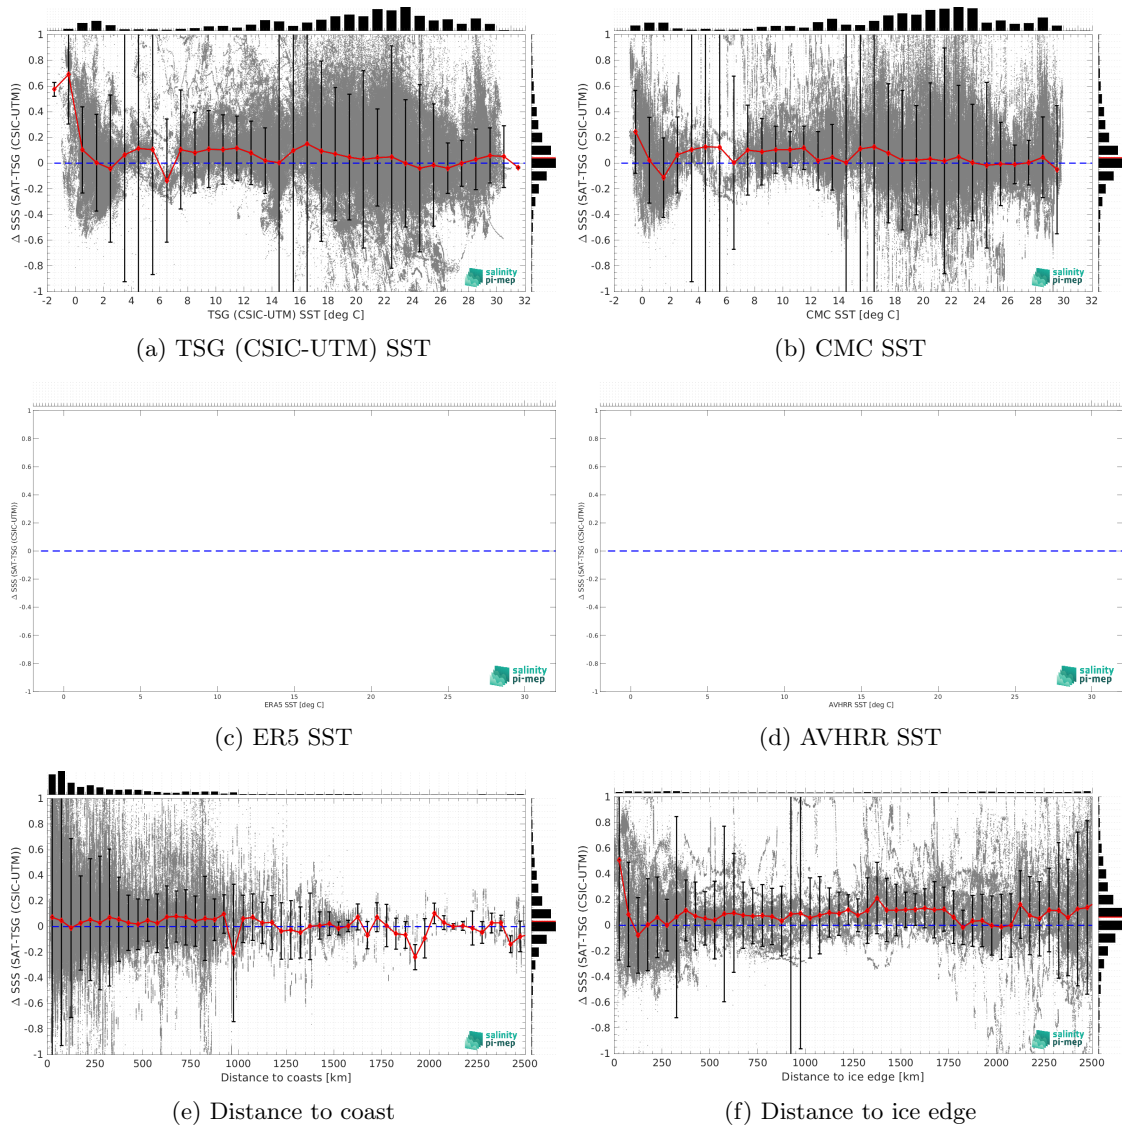 1
0.8
0.6
0.4
0.2
0
-0.2
-0.4
-0.6
-0.8
-1
Δ SSS (SAT-TSG (CSIC-UTM))
-2 0 2 4 6 8 10 12 14 16 18 20 22 24 26 28 30 32
TSG (CSIC-UTM) SST [deg C]
salinity
pi-mep
(a) TSG (CSIC-UTM) SST
1
0.8
0.6
0.4
0.2
0
-0.2
-0.4
-0.6
-0.8
-1
Δ SSS (SAT-TSG (CSIC-UTM))
-2 0 2 4 6 8 10 12 14 16 18 20 22 24 26 28 30 32
CMC SST [deg C]
salinity
pi-mep
(b) CMC SST
1
0.8
0.6
0.4
0.2
0
-0.2
-0.4
-0.6
-0.8
-1
Δ SSS (SAT-TSG (CSIC-UTM))
0 5 10 15 20 25 30
ERA5 SST [deg C]
salinity
pi-mep
(c) ER5 SST
1
0.8
0.6
0.4
0.2
0
-0.2
-0.4
-0.6
-0.8
-1
Δ SSS (SAT-TSG (CSIC-UTM))
0 5 10 15 20 25 30
AVHRR SST [deg C]
salinity
pi-mep
(d) AVHRR SST
1
0.8
0.6
0.4
0.2
0
-0.2
-0.4
-0.6
-0.8
-1
Δ SSS (SAT-TSG (CSIC-UTM))
0 250 500 750 1000 1250 1500 1750 2000 2250 2500
Distance to coasts [km]
salinity
pi-mep
(e) Distance to coast
1
0.8
0.6
0.4
0.2
0
-0.2
-0.4
-0.6
-0.8
-1
Δ SSS (SAT-TSG (CSIC-UTM))
0 250 500 750 1000 1250 1500 1750 2000 2250 2500
Distance to ice edge [km]
salinity
pi-mep
(f) Distance to ice edge